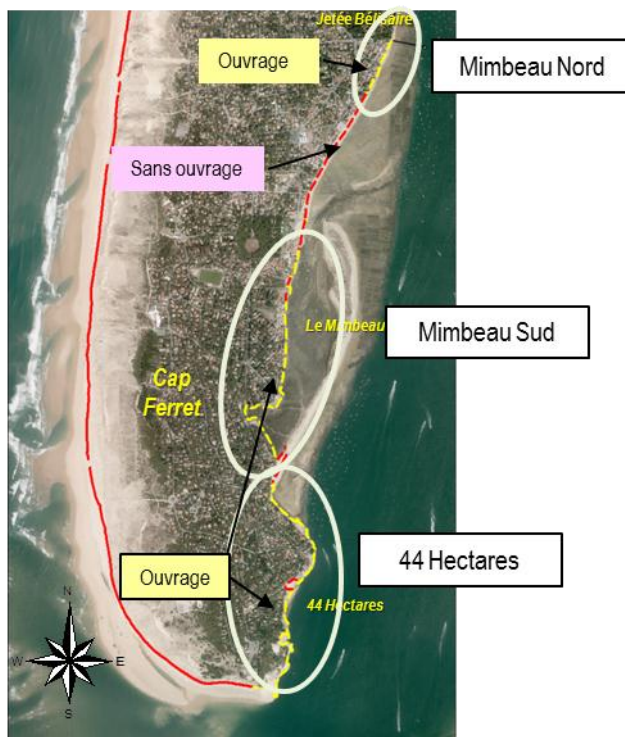 Jetée Bélisaire
Ouvrage
Mimbeau Nord
Sans ouvrage
Le Mimbeau
Mimbeau Sud
Cap
Ferret
Ouvrage
44 Hectares
44 Hectares
N
W
E
S